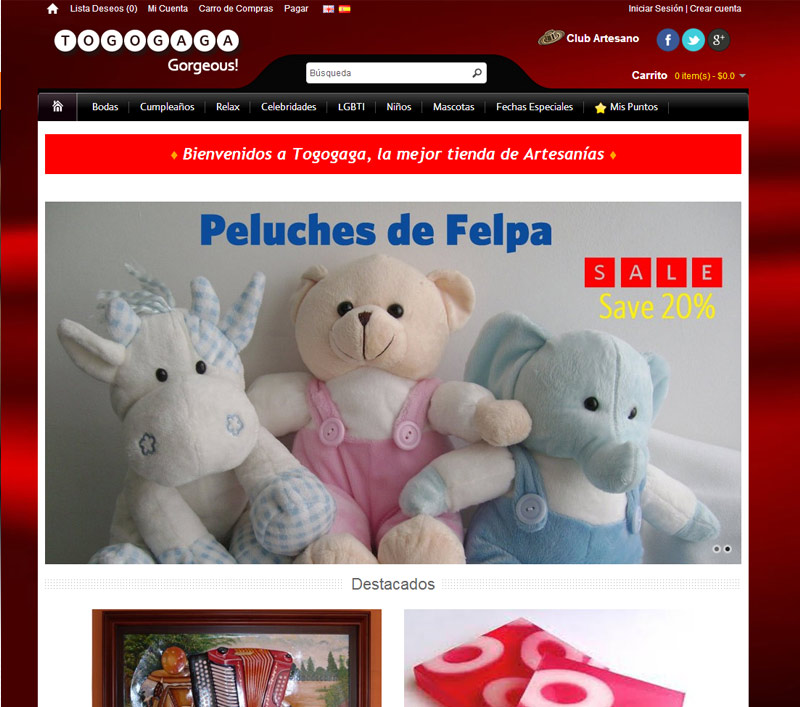 Lista Deseos (0) Mi Cuenta Carro de Compras Pagar Iniciar Sesión | Crear cuenta
TOGOGAGA
Gorgeous!
Club Artesano f g+
Búsqueda
Carrito 0 item(s) - $0.0
Bodas Cumpleaños Relax Celebridades LGBTI Niños Mascotas Fechas Especiales Mis Puntos
♦ Bienvenidos a Togogaga, la mejor tienda de Artesanías ♦
Peluches de Felpa
SALE
Save 20%
Destacados